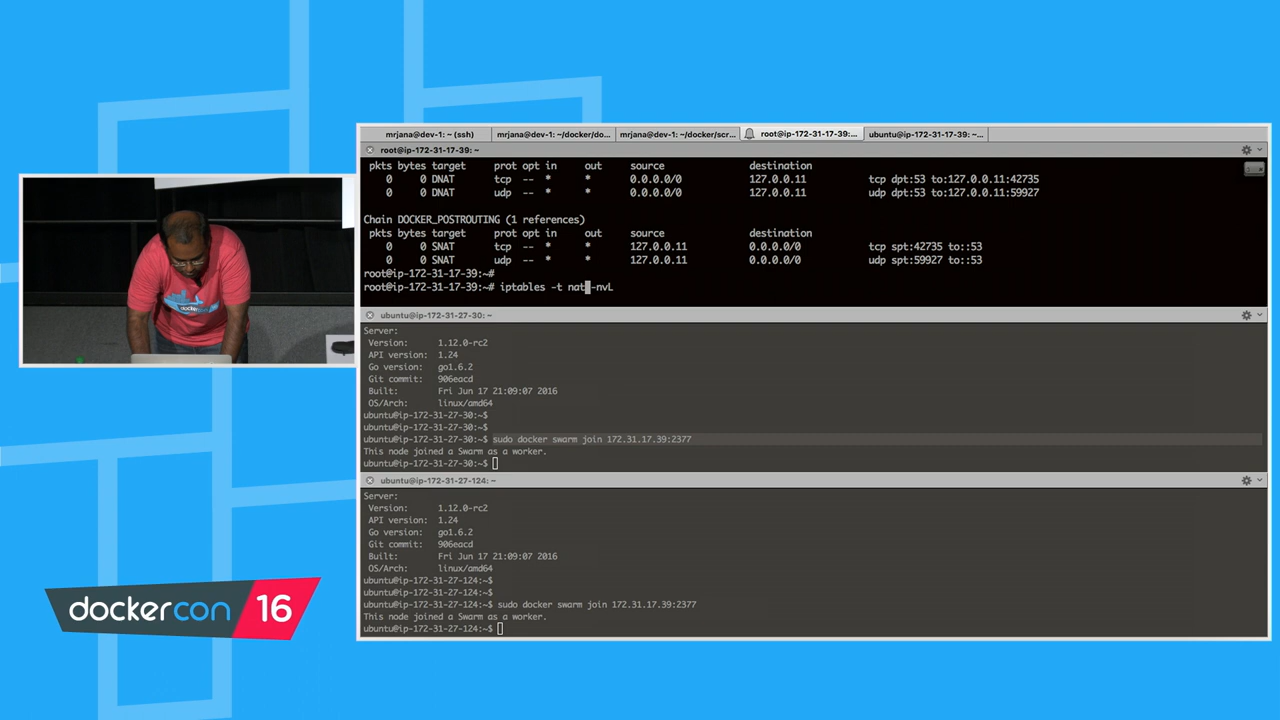 mrjana@dev-1: ~ (ssh)
mrjana@dev-1: ~/docker/do...
mrjana@dev-1: ~/docker/scr...
root@ip-172-31-17-39:...
ubuntu@ip-172-31-17-39: ~...
root@ip-172-31-17-39: ~
pkts bytes target prot opt in out source destination
0 0 DNAT tcp -- * * 0.0.0.0/0 127.0.0.11 tcp dpt:53 to:127.0.0.11:42735
0 0 DNAT udp -- * * 0.0.0.0/0 127.0.0.11 udp dpt:53 to:127.0.0.11:59927
Chain DOCKER_POSTROUTING (1 references)
pkts bytes target prot opt in out source destination
0 0 SNAT tcp -- * * 127.0.0.11 0.0.0.0/0 tcp spt:42735 to::53
0 0 SNAT udp -- * * 127.0.0.11 0.0.0.0/0 udp spt:59927 to::53
root@ip-172-31-17-39:~#
root@ip-172-31-17-39:~# iptables -t nat -nvL
ubuntu@ip-172-31-27-30: ~
Server:
Version: 1.12.0-rc2
API version: 1.24
Go version: go1.6.2
Git commit: 906eacd
Built: Fri Jun 17 21:09:07 2016
OS/Arch: linux/amd64
ubuntu@ip-172-31-27-30:~$
ubuntu@ip-172-31-27-30:~$
ubuntu@ip-172-31-27-30:~$ sudo docker swarm join 172.31.17.39:2377
This node joined a Swarm as a worker.
ubuntu@ip-172-31-27-30:~$
ubuntu@ip-172-31-27-124: ~
Server:
Version: 1.12.0-rc2
API version: 1.24
Go version: go1.6.2
Git commit: 906eacd
Built: Fri Jun 17 21:09:07 2016
OS/Arch: linux/amd64
ubuntu@ip-172-31-27-124:~$
ubuntu@ip-172-31-27-124:~$
ubuntu@ip-172-31-27-124:~$ sudo docker swarm join 172.31.17.39:2377
This node joined a Swarm as a worker.
ubuntu@ip-172-31-27-124:~$
dockercon 16